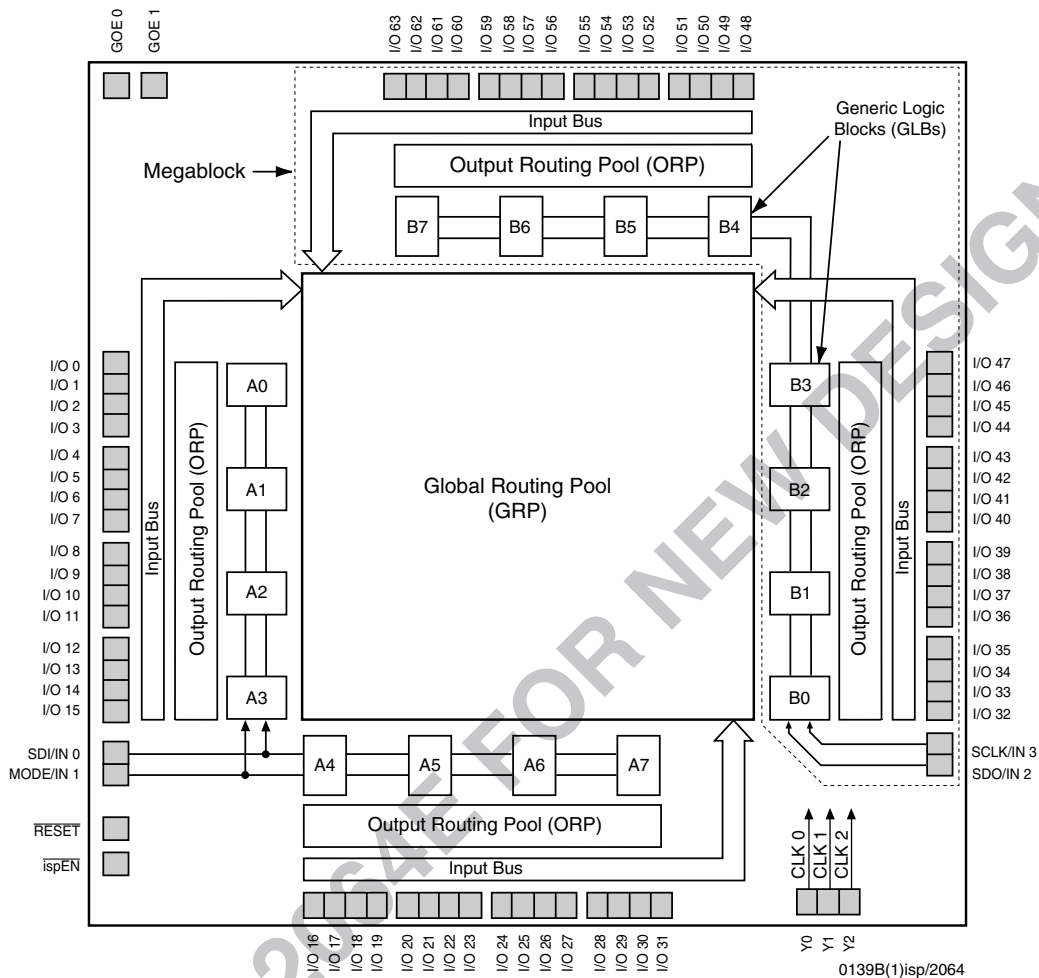 GOE 0
GOE 1
I/O 63
I/O 62
I/O 61
I/O 60
I/O 59
I/O 58
I/O 57
I/O 56
I/O 55
I/O 54
I/O 53
I/O 52
I/O 51
I/O 50
I/O 49
I/O 48
Input Bus
Generic Logic
Blocks (GLBs)
Output Routing Pool (ORP)
Megablock
B7
B6
B5
B4
I/O 0
I/O 1
I/O 2
I/O 3
I/O 4
I/O 5
I/O 6
I/O 7
I/O 8
I/O 9
I/O 10
I/O 11
I/O 12
I/O 13
I/O 14
I/O 15
Input Bus
Output Routing Pool (ORP)
A0
A1
A2
A3
Global Routing Pool
(GRP)
B3
B2
B1
B0
Output Routing Pool (ORP)
Input Bus
I/O 47
I/O 46
I/O 45
I/O 44
I/O 43
I/O 42
I/O 41
I/O 40
I/O 39
I/O 38
I/O 37
I/O 36
I/O 35
I/O 34
I/O 33
I/O 32
SDI/IN 0
MODE/IN 1
A4
A5
A6
A7
SCLK/IN 3
SDO/IN 2
RESET
ispEN
Output Routing Pool (ORP)
Input Bus
CLK 0
CLK 1
CLK 2
I/O 16
I/O 17
I/O 18
I/O 19
I/O 20
I/O 21
I/O 22
I/O 23
I/O 24
I/O 25
I/O 26
I/O 27
I/O 28
I/O 29
I/O 30
I/O 31
Y0
Y1
Y2
0139B(1)isp/2064
2064E FOR NEW DESIGN